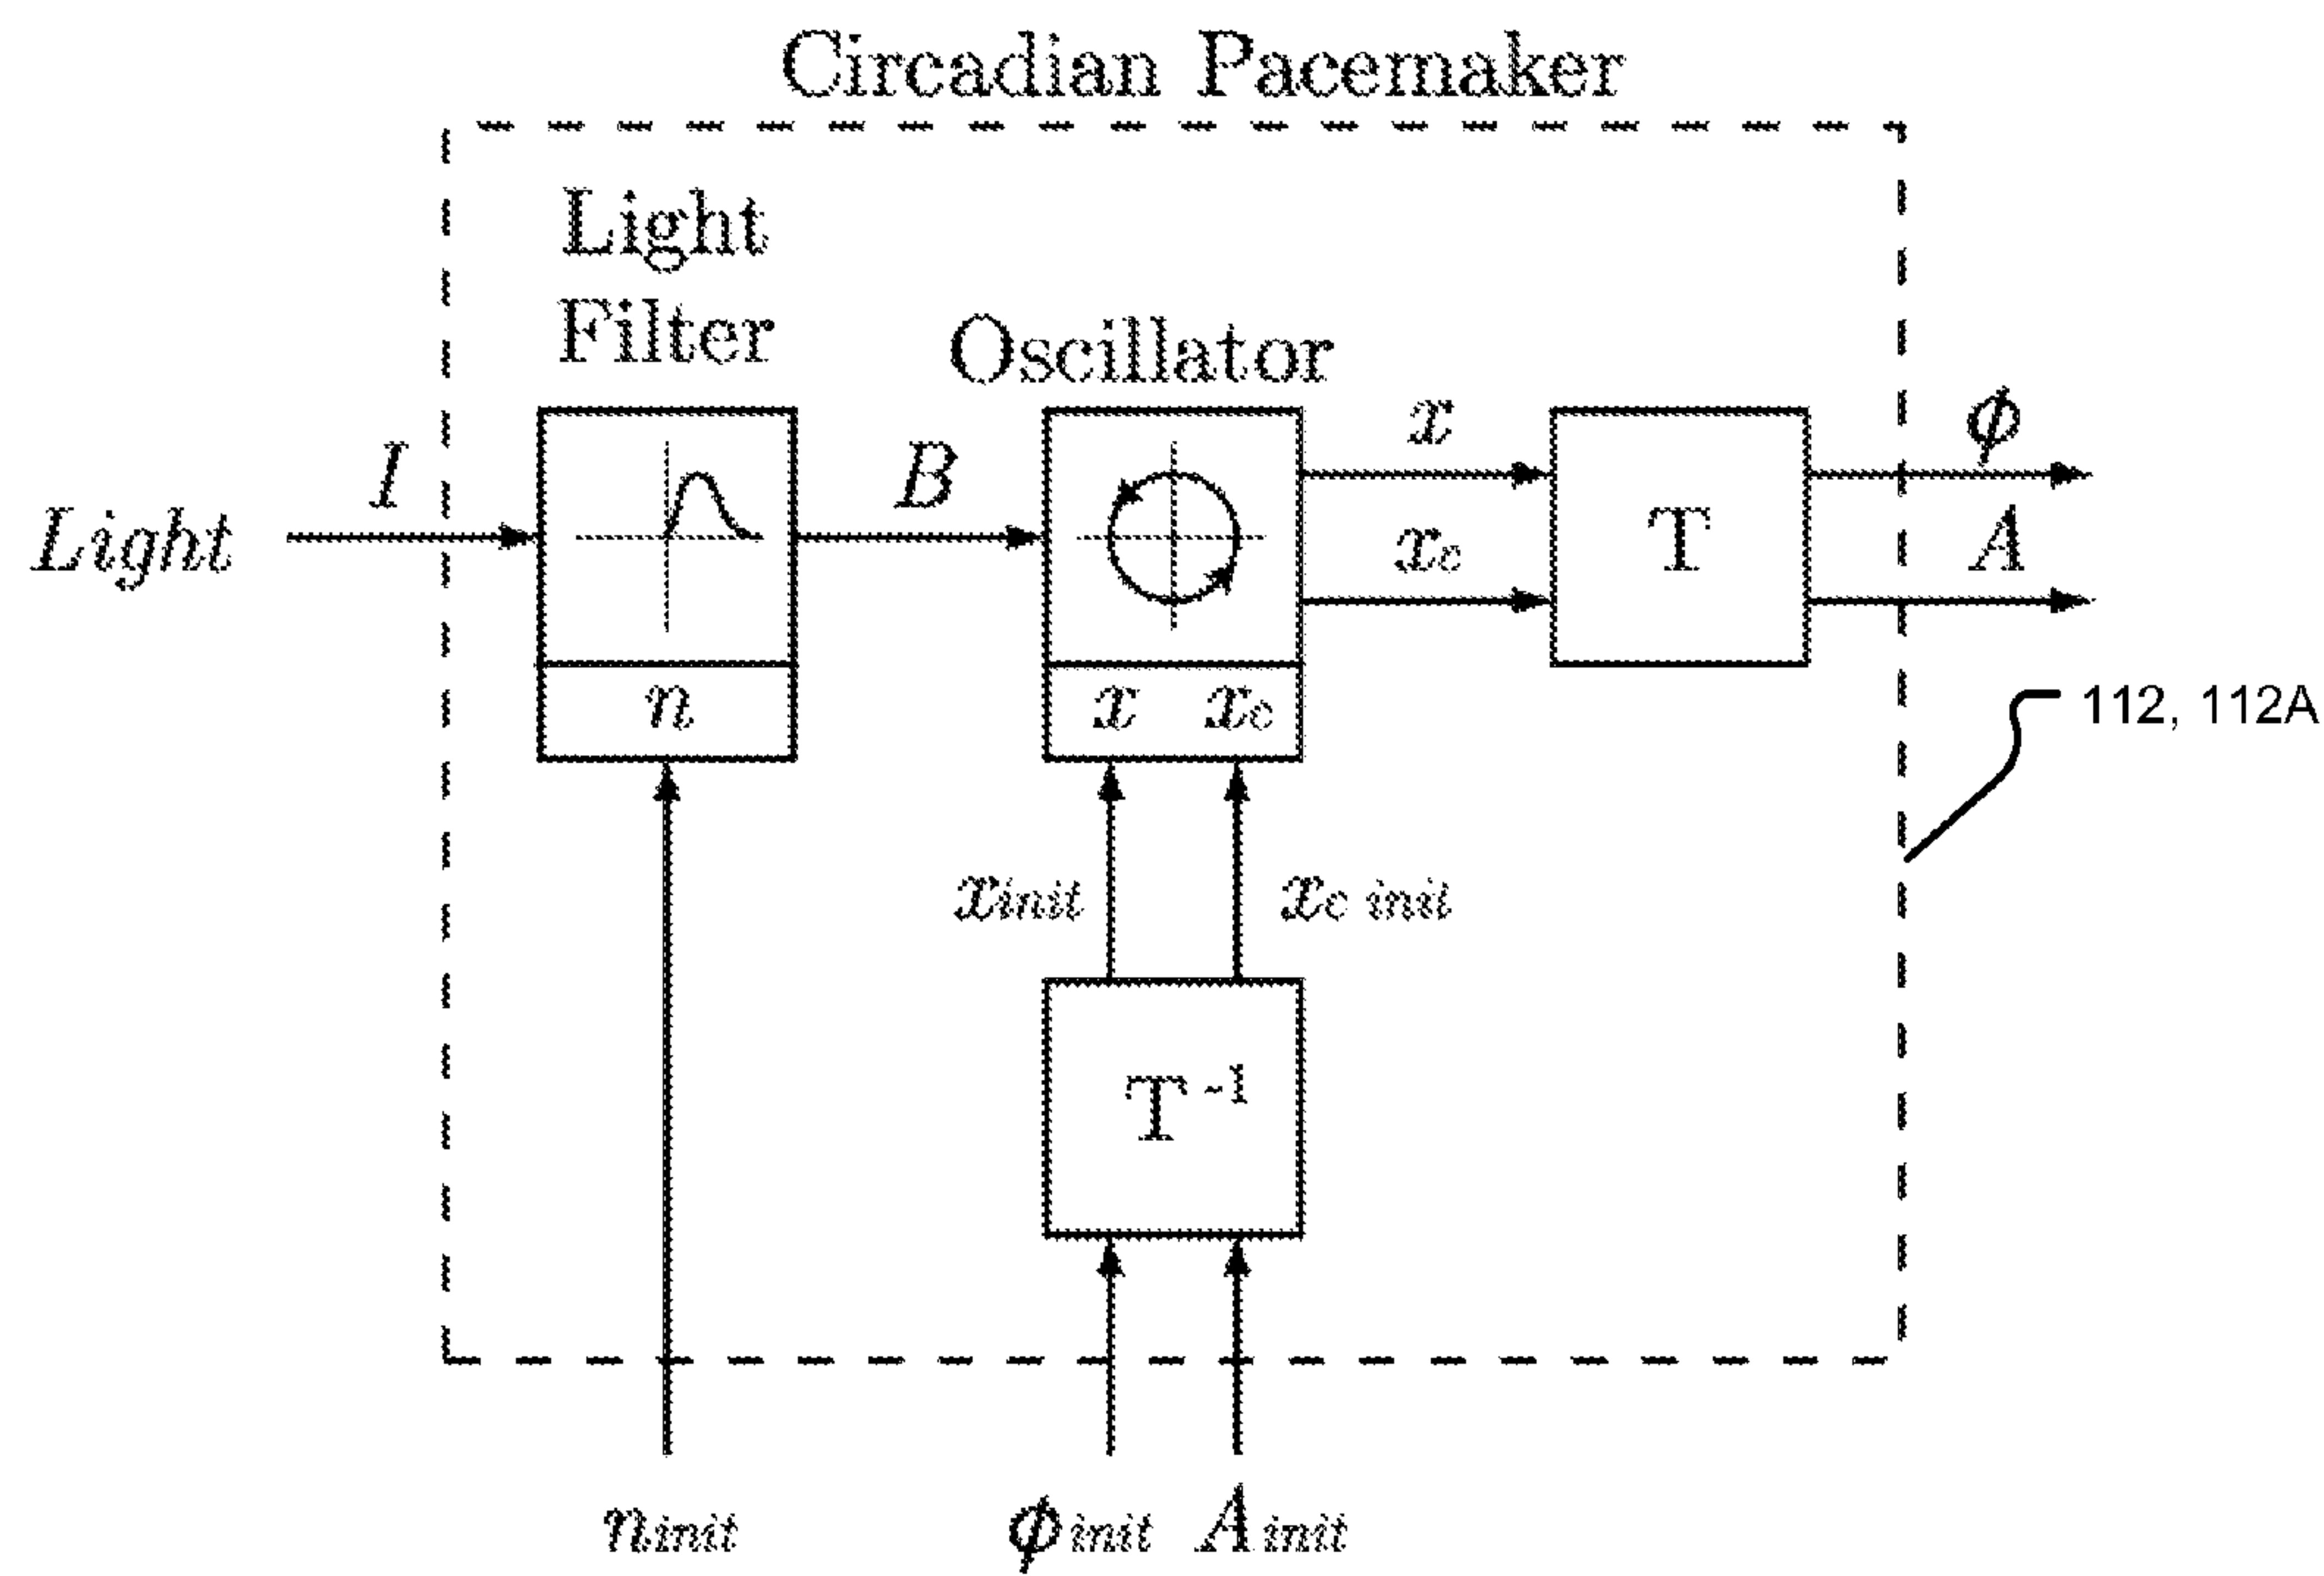 Circadian Pacemaker
Light
Filter
Oscillator
Light
I
B
x
x_c
T
ϕ
A
n
x x_c
112, 112A
x_init x_c init
T⁻¹
n_init ϕ_init A_init